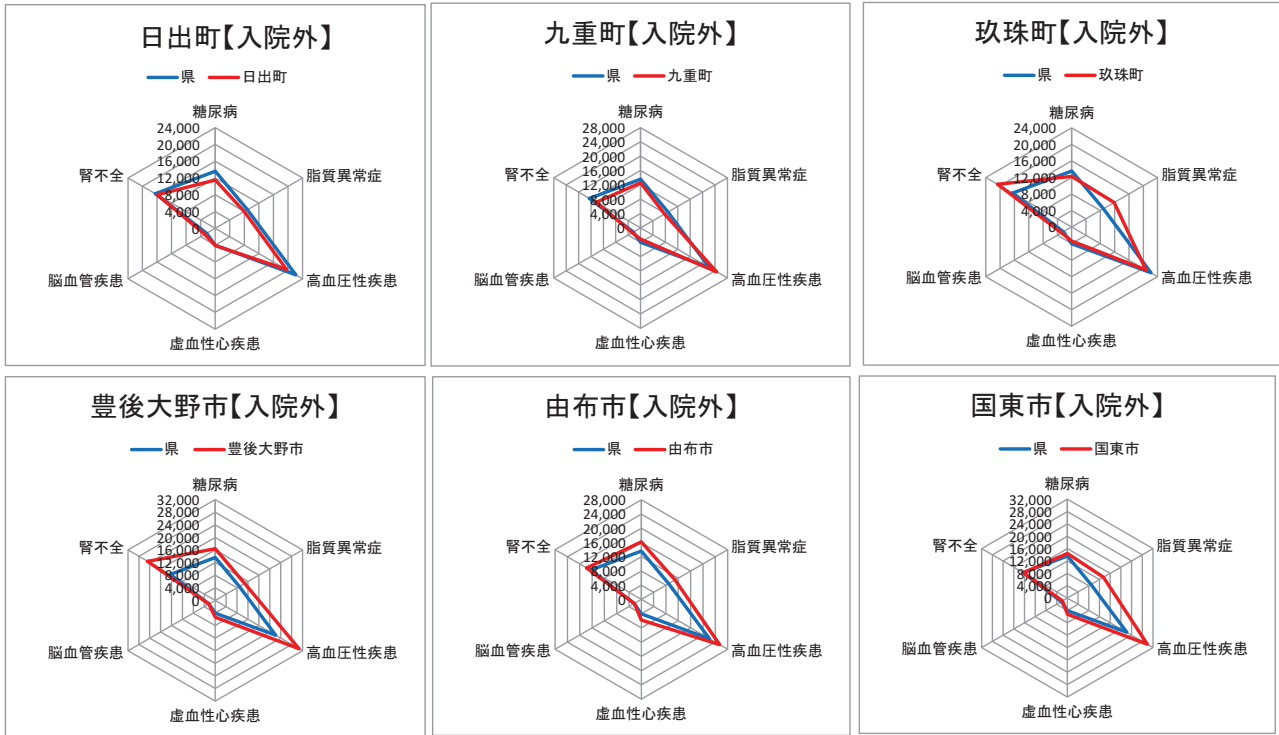 日出町【入院外】
県 日出町
糖尿病
24,000
20,000
16,000
12,000
8,000
4,000
0
脂質異常症
高血圧性疾患
虚血性心疾患
脳血管疾患
腎不全
九重町【入院外】
県 九重町
糖尿病
28,000
24,000
20,000
16,000
12,000
8,000
4,000
0
脂質異常症
高血圧性疾患
虚血性心疾患
脳血管疾患
腎不全
玖珠町【入院外】
県 玖珠町
糖尿病
24,000
20,000
16,000
12,000
8,000
4,000
0
脂質異常症
高血圧性疾患
虚血性心疾患
脳血管疾患
腎不全
豊後大野市【入院外】
県 豊後大野市
糖尿病
32,000
28,000
24,000
20,000
16,000
12,000
8,000
4,000
0
脂質異常症
高血圧性疾患
虚血性心疾患
脳血管疾患
腎不全
由布市【入院外】
県 由布市
糖尿病
28,000
24,000
20,000
16,000
12,000
8,000
4,000
0
脂質異常症
高血圧性疾患
虚血性心疾患
脳血管疾患
腎不全
国東市【入院外】
県 国東市
糖尿病
32,000
28,000
24,000
20,000
16,000
12,000
8,000
4,000
0
脂質異常症
高血圧性疾患
虚血性心疾患
脳血管疾患
腎不全